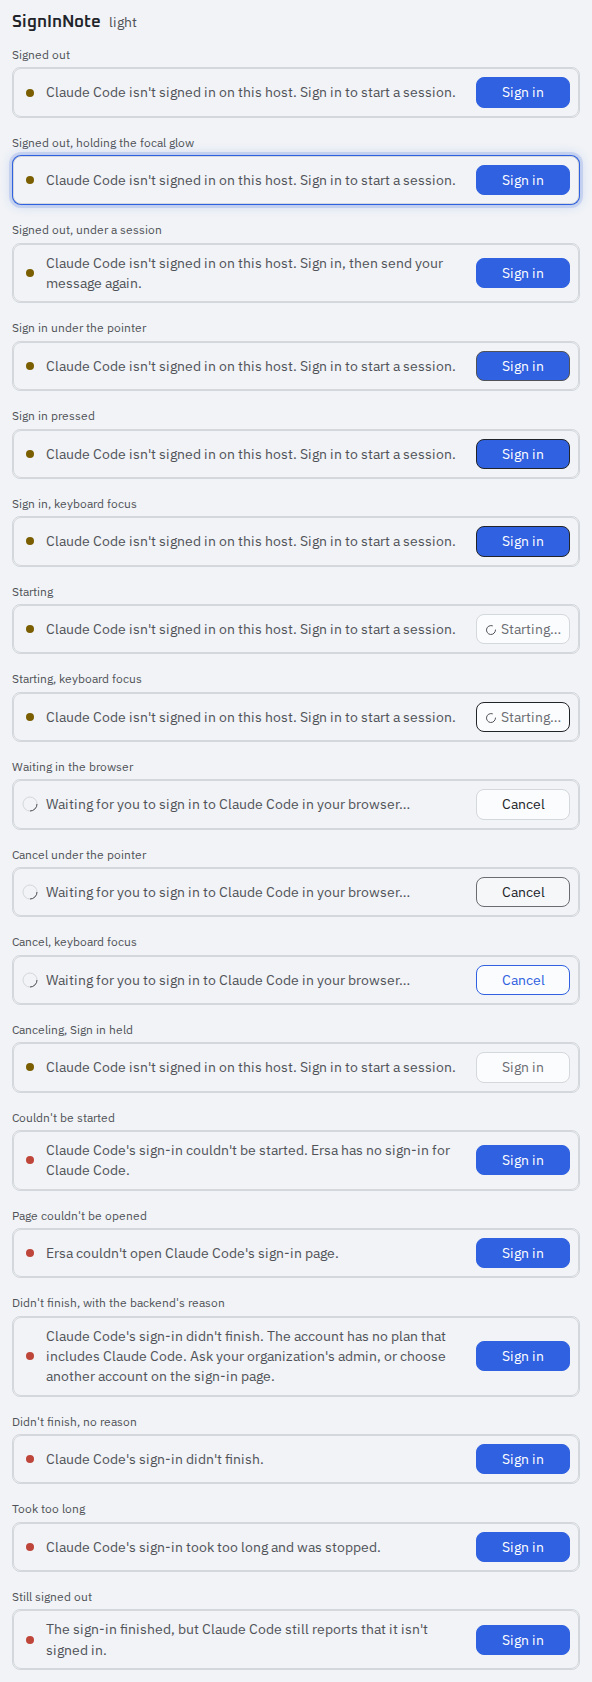 SignInNote light
Signed out
Claude Code isn't signed in on this host. Sign in to start a session. Sign in
Signed out, holding the focal glow
Claude Code isn't signed in on this host. Sign in to start a session. Sign in
Signed out, under a session
Claude Code isn't signed in on this host. Sign in, then send your
message again.
Sign in
Sign in under the pointer
Claude Code isn't signed in on this host. Sign in to start a session. Sign in
Sign in pressed
Claude Code isn't signed in on this host. Sign in to start a session. Sign in
Sign in, keyboard focus
Claude Code isn't signed in on this host. Sign in to start a session. Sign in
Starting
Claude Code isn't signed in on this host. Sign in to start a session. Starting...
Starting, keyboard focus
Claude Code isn't signed in on this host. Sign in to start a session. Starting...
Waiting in the browser
Waiting for you to sign in to Claude Code in your browser... Cancel
Cancel under the pointer
Waiting for you to sign in to Claude Code in your browser... Cancel
Cancel, keyboard focus
Waiting for you to sign in to Claude Code in your browser... Cancel
Canceling, Sign in held
Claude Code isn't signed in on this host. Sign in to start a session. Sign in
Couldn't be started
Claude Code's sign-in couldn't be started. Ersa has no sign-in for
Claude Code.
Sign in
Page couldn't be opened
Ersa couldn't open Claude Code's sign-in page. Sign in
Didn't finish, with the backend's reason
Claude Code's sign-in didn't finish. The account has no plan that
includes Claude Code. Ask your organization's admin, or choose
another account on the sign-in page.
Sign in
Didn't finish, no reason
Claude Code's sign-in didn't finish. Sign in
Took too long
Claude Code's sign-in took too long and was stopped. Sign in
Still signed out
The sign-in finished, but Claude Code still reports that it isn't
signed in.
Sign in